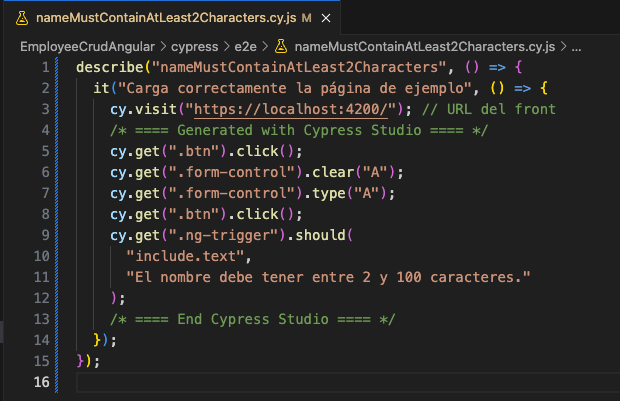 nameMustContainAtLeast2Characters.cy.js M ×
EmployeeCrudAngular > cypress > e2e > nameMustContainAtLeast2Characters.cy.js > ...
1 describe("nameMustContainAtLeast2Characters", () => {
2 it("Carga correctamente la página de ejemplo", () => {
3 cy.visit("https://localhost:4200/"); // URL del front
4 /* ==== Generated with Cypress Studio ==== */
5 cy.get(".btn").click();
6 cy.get(".form-control").clear("A");
7 cy.get(".form-control").type("A");
8 cy.get(".btn").click();
9 cy.get(".ng-trigger").should(
10 "include.text",
11 "El nombre debe tener entre 2 y 100 caracteres."
12 );
13 /* ==== End Cypress Studio ==== */
14 });
15 });
16